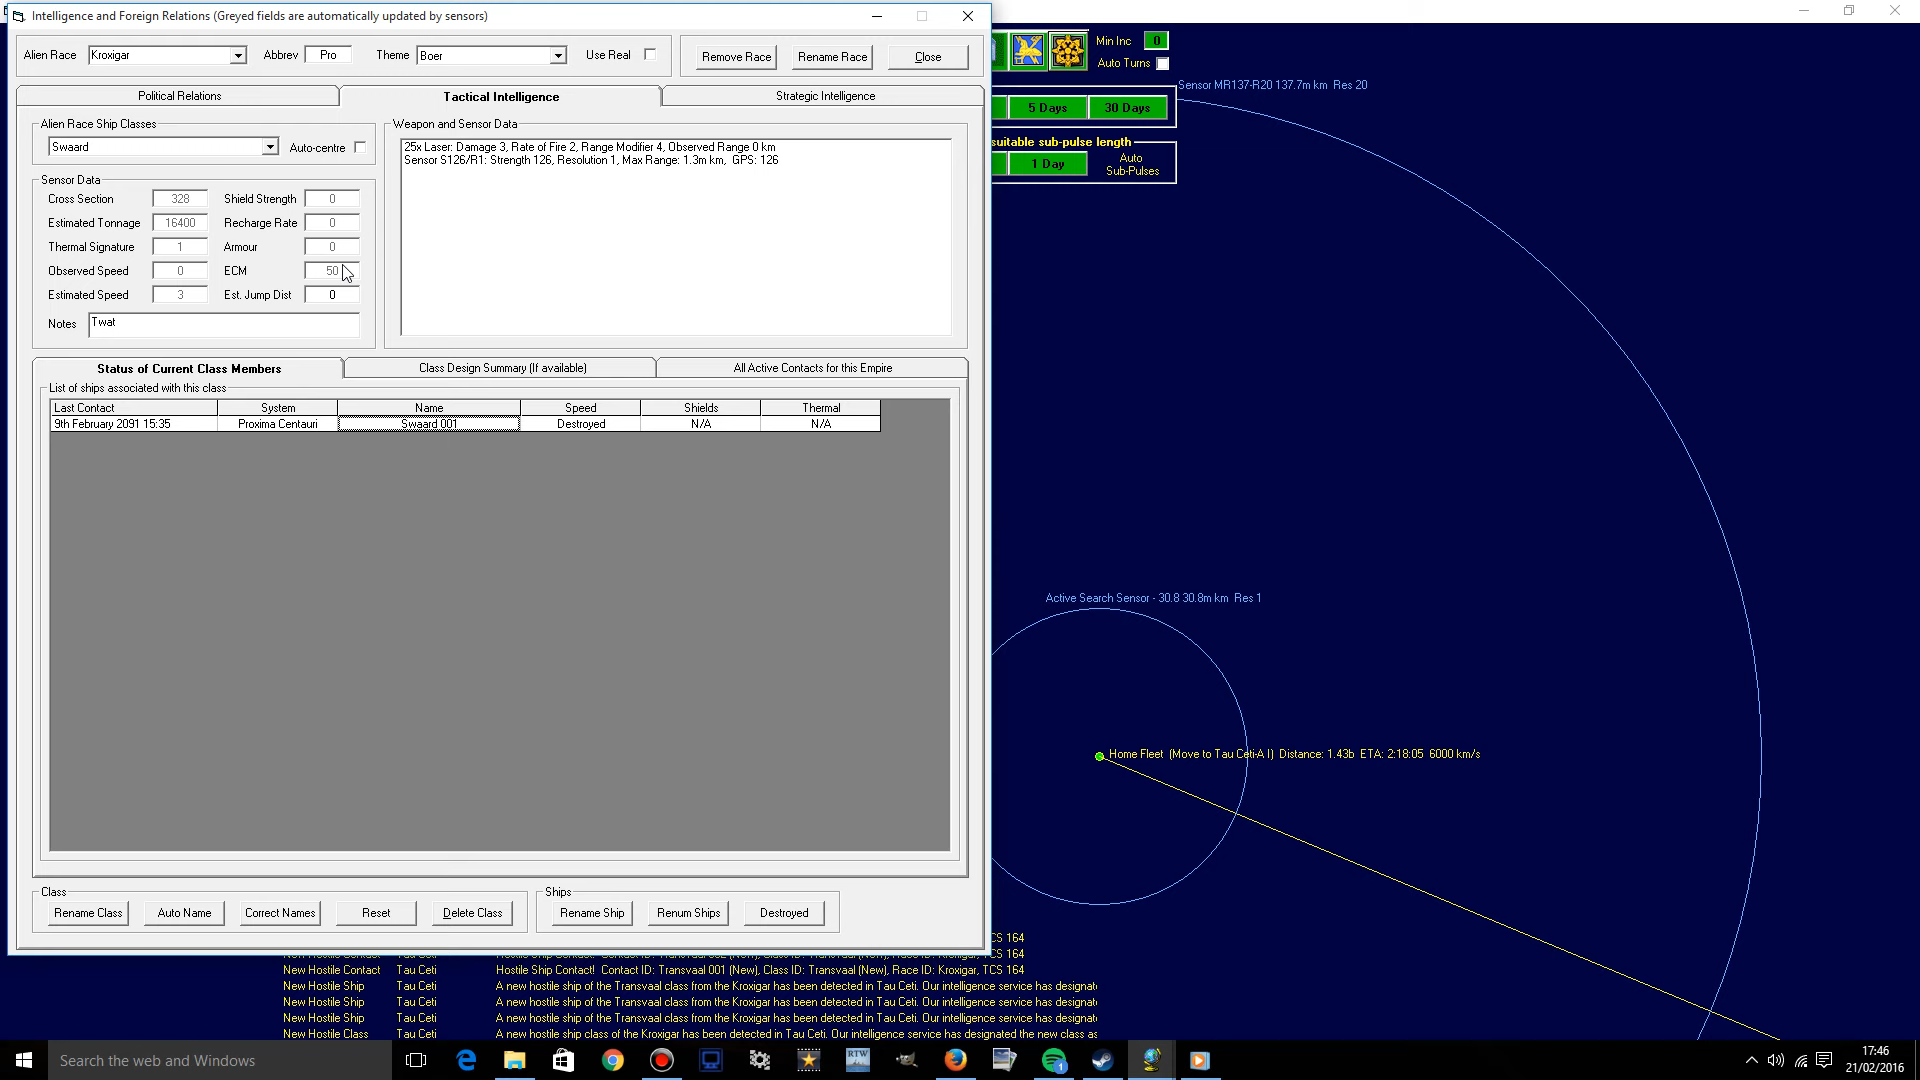 Intelligence and Foreign Relations (Greyed fields are automatically updated by sensors)
Alien Race Kroxigar Abbrev Pro Theme Boer Use Real Remove Race Rename Race Close
Political Relations Tactical Intelligence Strategic Intelligence
Alien Race Ship Classes
Swaard Auto-centre
Sensor Data
Cross Section 328 Shield Strength 0
Estimated Tonnage 16400 Recharge Rate 0
Thermal Signature 1 Armour 0
Observed Speed 0 ECM 50
Estimated Speed 3 Est. Jump Dist 0
Notes Twat
Weapon and Sensor Data
25x Laser: Damage 3, Rate of Fire 2, Range Modifier 4, Observed Range 0 km
Sensor S126/R1: Strength 126, Resolution 1, Max Range: 1.3m km, GPS: 126
Status of Current Class Members Class Design Summary (If available) All Active Contacts for this Empire
List of ships associated with this class
Last Contact System Name Speed Shields Thermal
9th February 2091 15:35 Proxima Centauri Swaard 001 Destroyed N/A N/A
Class
Rename Class Auto Name Correct Names Reset Delete Class
Ships
Rename Ship Renum Ships Destroyed
Min Inc 0
Auto Turns
Sensor MR137-R20 137.7m km Res 20
5 Days 30 Days
suitable sub-pulse length
1 Day Auto
Sub-Pulses
Active Search Sensor - 30.8 30.8m km Res 1
Home Fleet (Move to Tau Ceti-A I) Distance: 1.43b ETA: 2:18:05 6000 km/s
CS 164
New Hostile Contact Tau Ceti Hostile Ship Contact! Contact ID: Transvaal 001 (New), Class ID: Transvaal (New), Race ID: Kroxigar, TCS 164
New Hostile Ship Tau Ceti A new hostile ship of the Transvaal class from the Kroxigar has been detected in Tau Ceti. Our intelligence service has designat
New Hostile Ship Tau Ceti A new hostile ship of the Transvaal class from the Kroxigar has been detected in Tau Ceti. Our intelligence service has designat
New Hostile Ship Tau Ceti A new hostile ship of the Transvaal class from the Kroxigar has been detected in Tau Ceti. Our intelligence service has designat
New Hostile Class Tau Ceti A new hostile ship class of the Kroxigar has been detected in Tau Ceti. Our intelligence service has designated the new class as
Search the web and Windows
RTW
1
17:46
21/02/2016